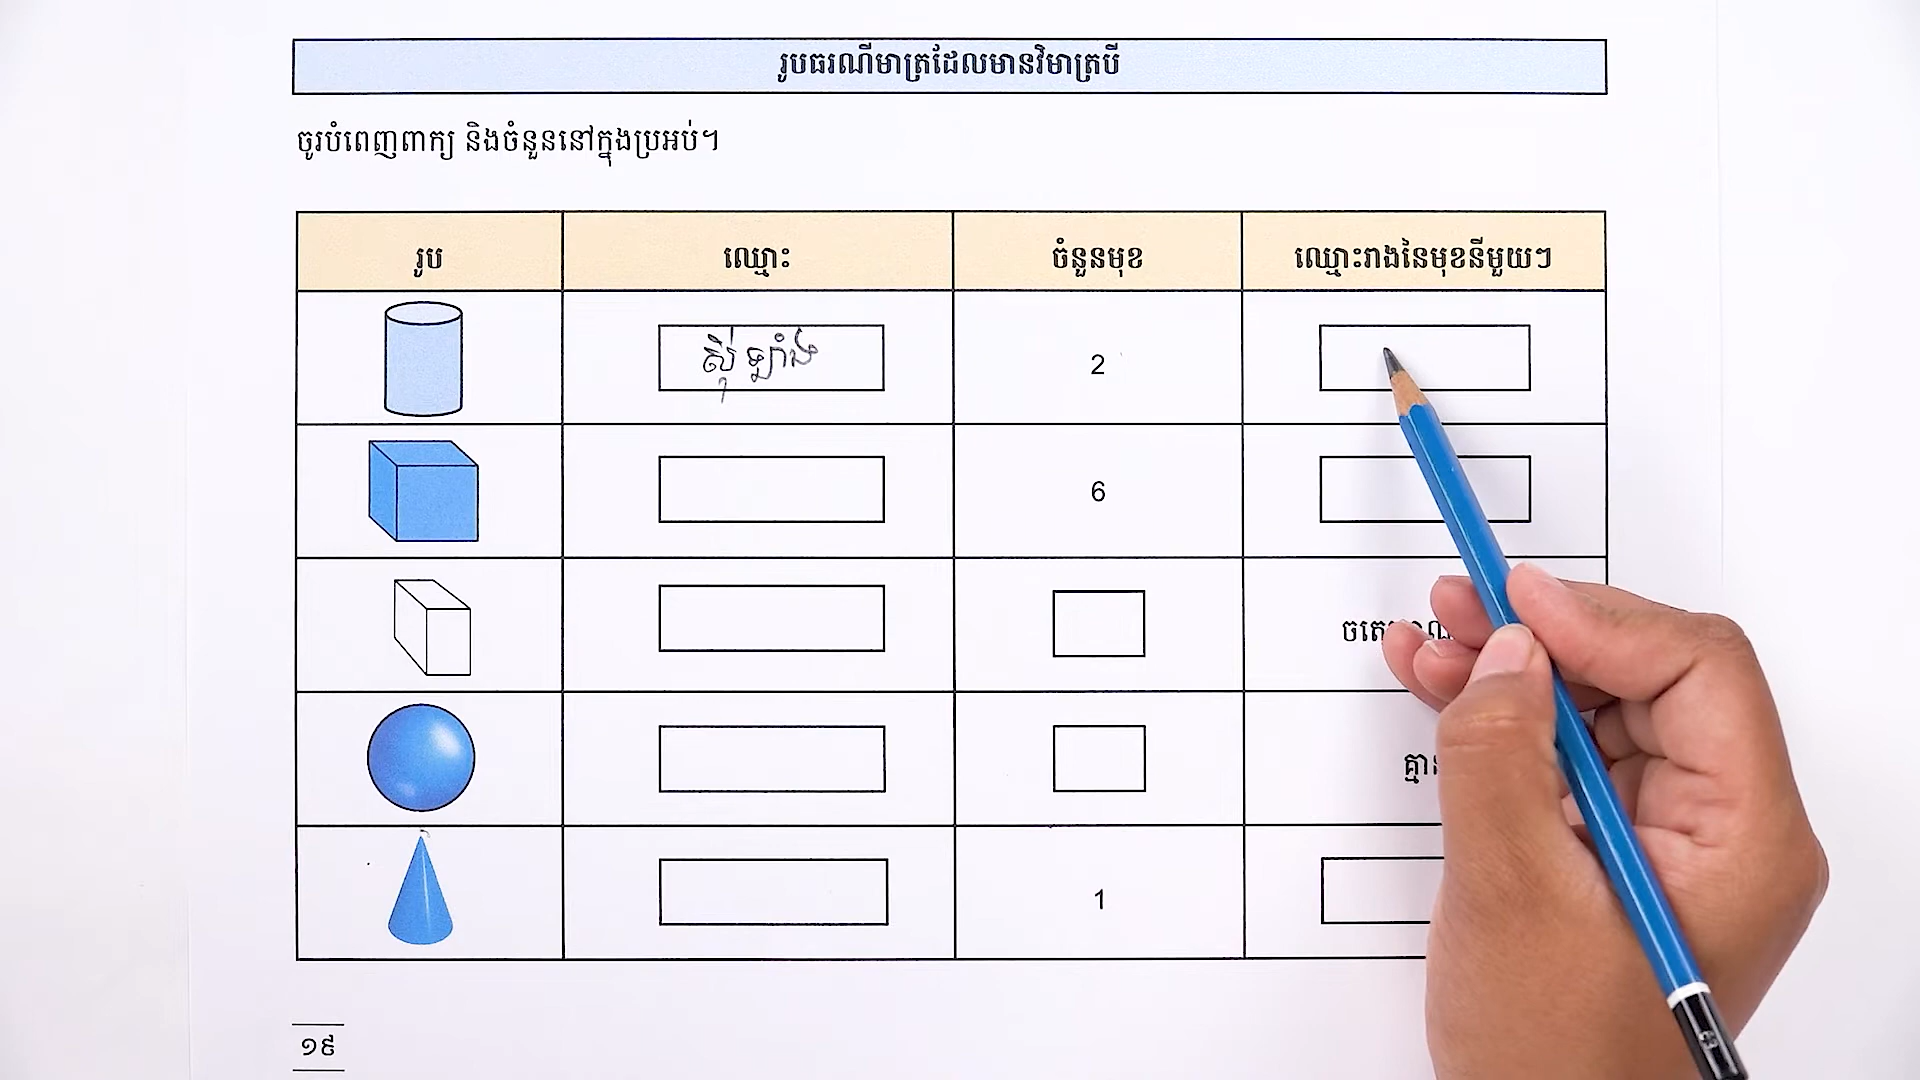 រូបធរណីមាត្រដែលមានវិមាត្របី
ចូរបំពេញពាក្យ និងចំនួននៅក្នុងប្រអប់។
រូប ឈ្មោះ ចំនួនមុខ ឈ្មោះរាងនៃមុខនីមួយៗ
ស៊ីឡាំង 2
6
គ្មាន
1
១៩